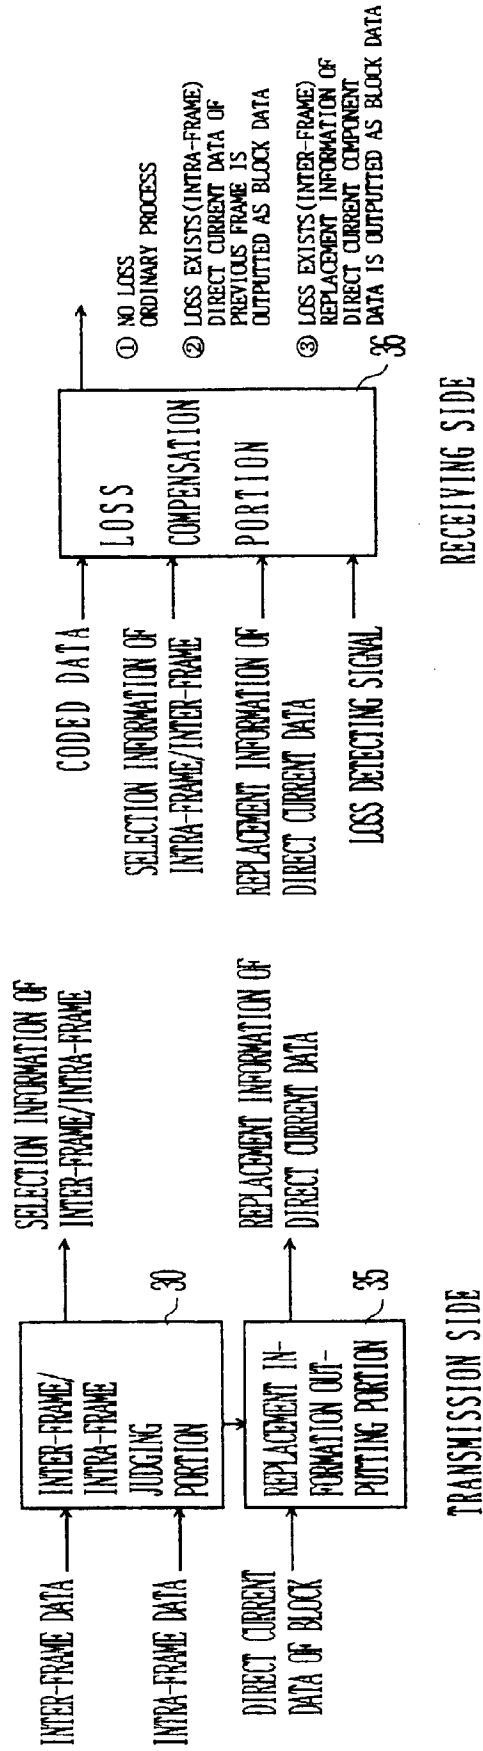 INTER-FRAME DATA
INTRA-FRAME DATA
INTER-FRAME/
INTRA-FRAME
JUDGING
PORTION
30
SELECTION INFORMATION OF
INTER-FRAME/INTRA-FRAME
DIRECT CURRENT
DATA OF BLOCK
REPLACEMENT IN-
FORMATION OUT-
PUTTING PORTION
35
REPLACEMENT INFORMATION OF
DIRECT CURRENT DATA
TRANSMISSION SIDE
CODED DATA
SELECTION INFORMATION OF
INTRA-FRAME/INTER-FRAME
REPLACEMENT INFORMATION OF
DIRECT CURRENT DATA
LOSS DETECTING SIGNAL
LOSS
COMPENSATION
PORTION
36
① NO LOSS
ORDINARY PROCESS
② LOSS EXISTS(INTRA-FRAME)
DIRECT CURRENT DATA OF
PREVIOUS FRAME IS
OUTPUTTED AS BLOCK DATA
③ LOSS EXISTS(INTER-FRAME)
REPLACEMENT INFORMATION OF
DIRECT CURRENT COMPONENT
DATA IS OUTPUTTED AS BLOCK DATA
RECEIVING SIDE